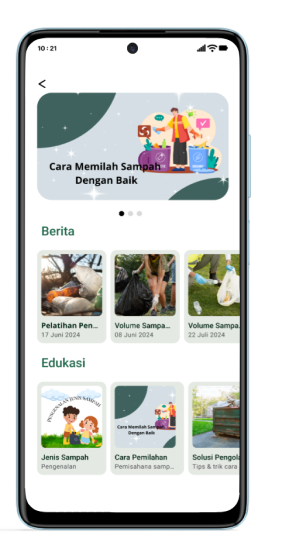 10:21
<
Cara Memilah Sampah
Dengan Baik
Berita
Pelatihan Pen...
17 Juni 2024
Volume Sampa...
08 Juni 2024
Volume Sampa
22 Juli 2024
Edukasi
PENGENALAN JENIS SAMPAH
Jenis Sampah
Pengenalan
Cara Memilah Sampah
Dengan Baik
Cara Pemilahan
Pemisahana samp...
Solusi Pengola
Tips & trik cara